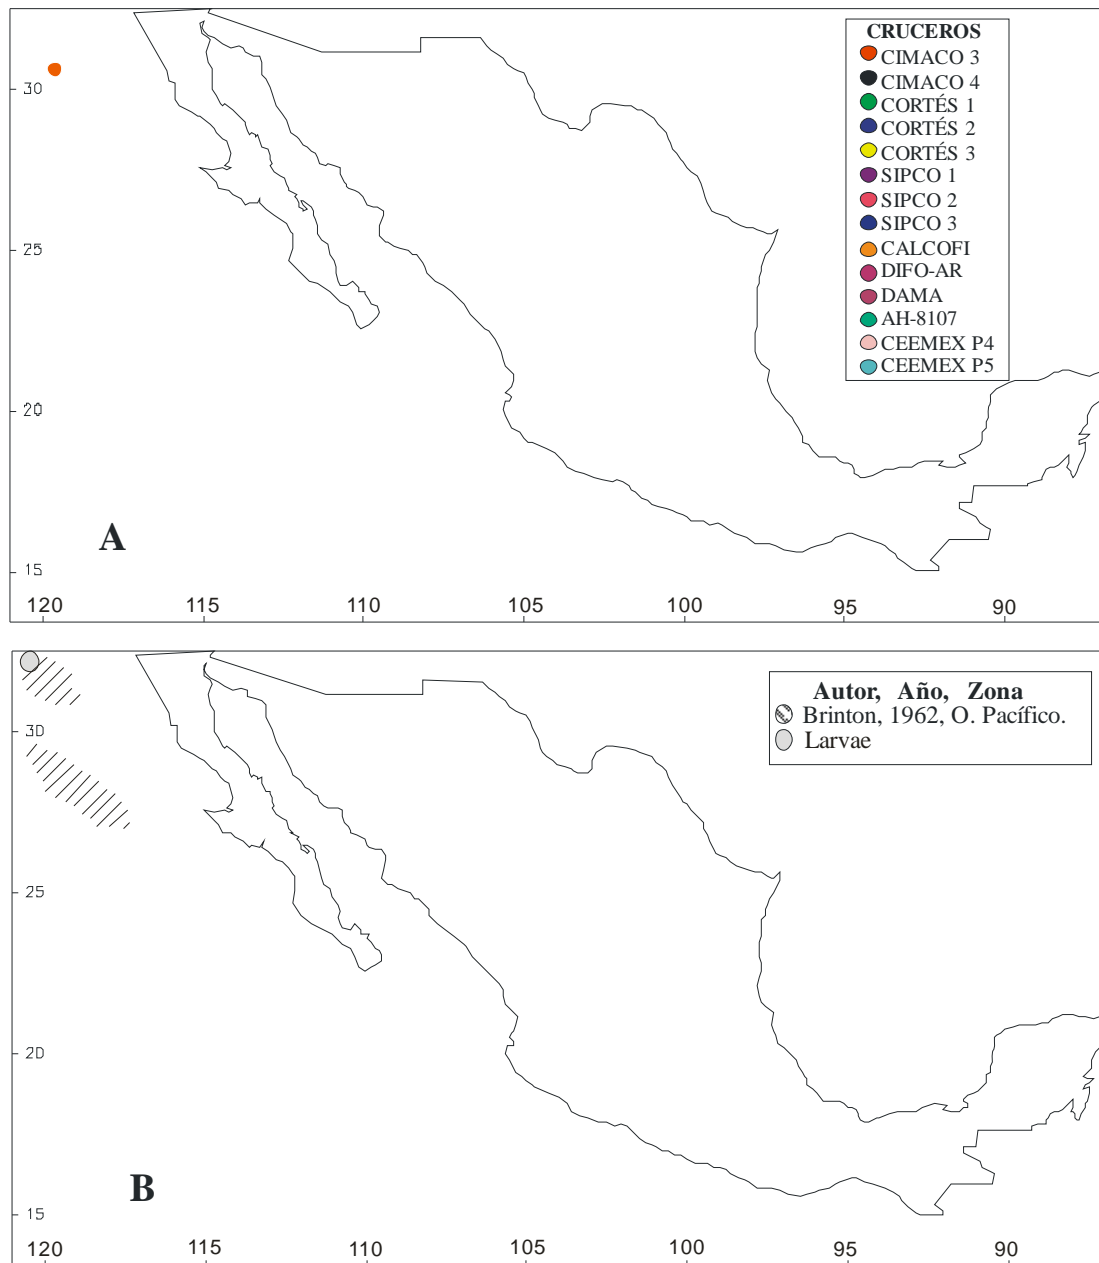 CRUCEROS
CIMACO 3
CIMACO 4
CORTÉS 1
CORTÉS 2
CORTÉS 3
SIPCO 1
SIPCO 2
SIPCO 3
CALCOFI
DIFO-AR
DAMA
AH-8107
CEEMEX P4
CEEMEX P5
30
25
20
15
A
120 115 110 105 100 95 90
Autor, Año, Zona
Brinton, 1962, O. Pacífico.
Larvae
30
25
20
15
B
120 115 110 105 100 95 90